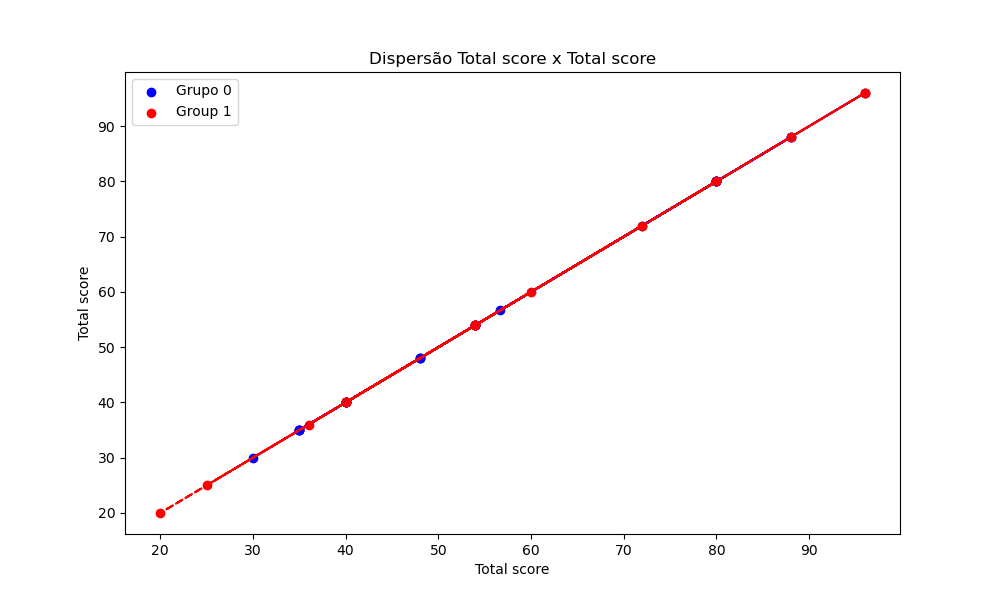 Dispersão Total score x Total score
Grupo 0
Group 1
Total score
90
80
70
60
50
40
30
20
20 30 40 50 60 70 80 90
Total score